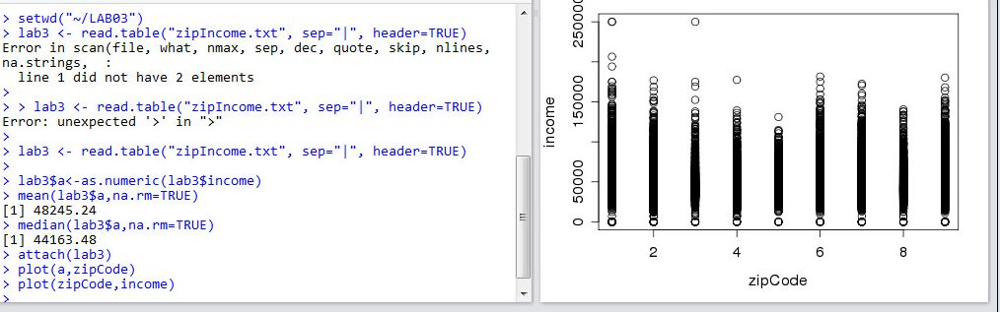 > setwd("~/LAB03")
> lab3 <- read.table("zipIncome.txt", sep="|", header=TRUE)
Error in scan(file, what, nmax, sep, dec, quote, skip, nlines,
na.strings,  :
  line 1 did not have 2 elements
>
> > lab3 <- read.table("zipIncome.txt", sep="|", header=TRUE)
Error: unexpected '>' in ">"
>
>
> lab3 <- read.table("zipIncome.txt", sep="|", header=TRUE)
>
> lab3$a<-as.numeric(lab3$income)
> mean(lab3$a,na.rm=TRUE)
[1] 48245.24
> median(lab3$a,na.rm=TRUE)
[1] 44163.48
> attach(lab3)
> plot(a,zipCode)
> plot(zipCode,income)
>
income
250000
150000
50000
0
2 4 6 8
zipCode